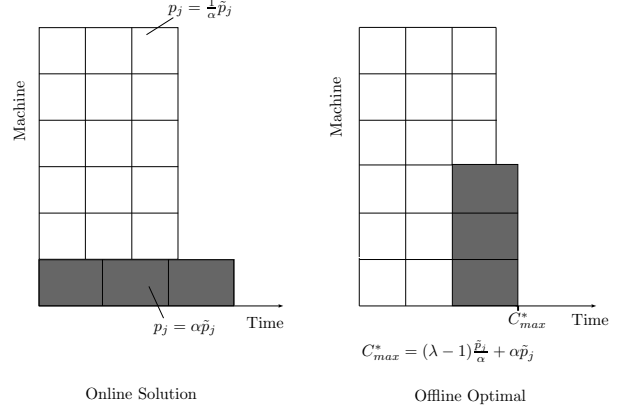 $p_j = \frac{1}{\alpha}\tilde{p}_j$
Machine
$p_j = \alpha\tilde{p}_j$
Time
Online Solution
Machine
$C^*_{max}$
Time
$C^*_{max} = (\lambda - 1)\frac{\tilde{p}_j}{\alpha} + \alpha\tilde{p}_j$
Offline Optimal